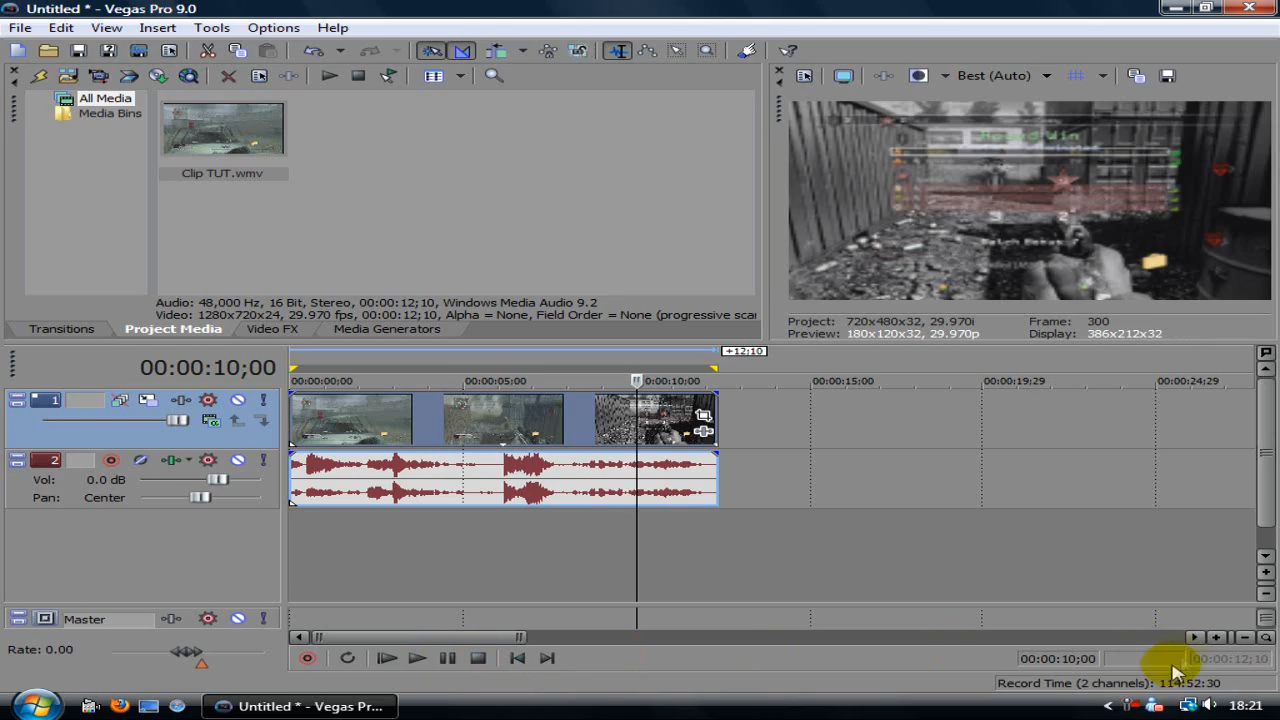 Untitled * - Vegas Pro 9.0
File Edit View Insert Tools Options Help
Best (Auto)
All Media
Media Bins
Clip TUT.wmv
Round Win
Match Bonus
Audio: 48,000 Hz, 16 Bit, Stereo, 00:00:12;10, Windows Media Audio 9.2
Video: 1280x720x24, 29.970 fps, 00:00:12;10, Alpha = None, Field Order = None (progressive scan
Transitions Project Media Video FX Media Generators
Project: 720x480x32, 29.970i Frame: 300
Preview: 180x120x32, 29.970p Display: 386x212x32
+12;10
00:00:10;00
00:00:00;00 00:00:05;00 00:00:10;00 00:00:15;00 00:00:19;29 00:00:24;29
1
2
Vol: 0.0 dB
Pan: Center
Master
Rate: 0.00
00:00:10;00 00:00:12;10
Record Time (2 channels): 114:52:30
Untitled * - Vegas Pr... 18:21